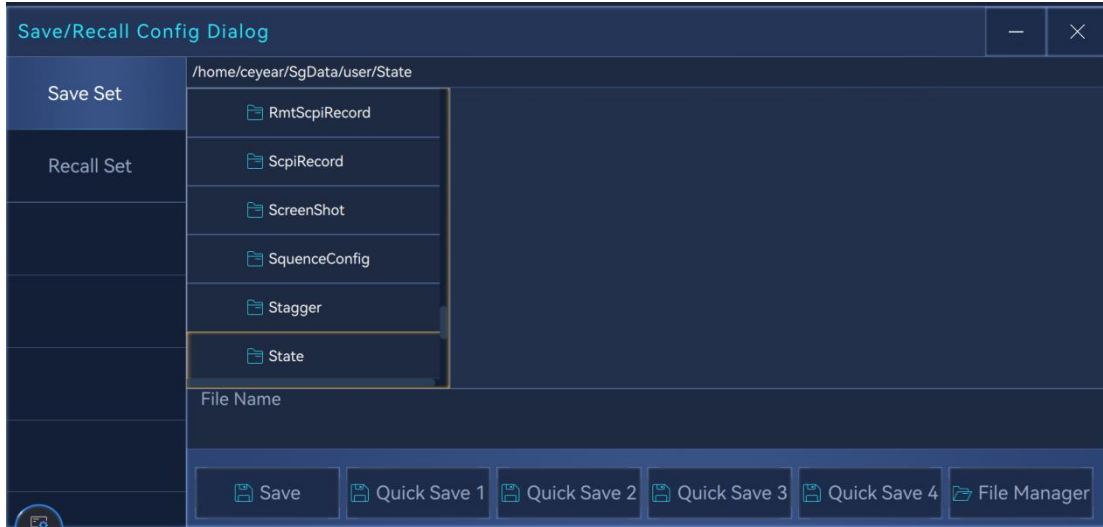 Save/Recall Config Dialog
/home/ceyear/SgData/user/State
Save Set
Recall Set
RmtScpiRecord
ScpiRecord
ScreenShot
SquenceConfig
Stagger
State
File Name
Save Quick Save 1 Quick Save 2 Quick Save 3 Quick Save 4 File Manager